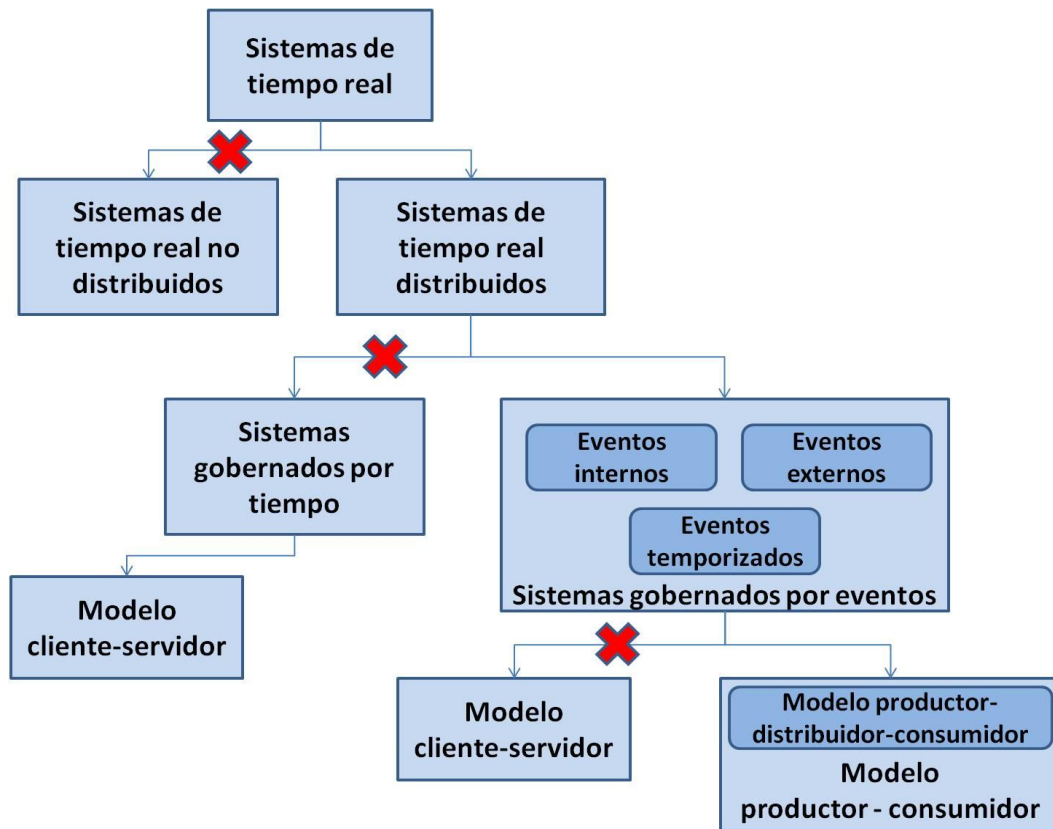 Sistemas de
tiempo real
Sistemas de
tiempo real no
distribuidos
Sistemas de
tiempo real
distribuidos
Sistemas
gobernados por
tiempo
Eventos
internos
Eventos
externos
Eventos
temporizados
Sistemas gobernados por eventos
Modelo
cliente-servidor
Modelo
cliente-servidor
Modelo productor-
distribuidor-consumidor
Modelo
productor - consumidor